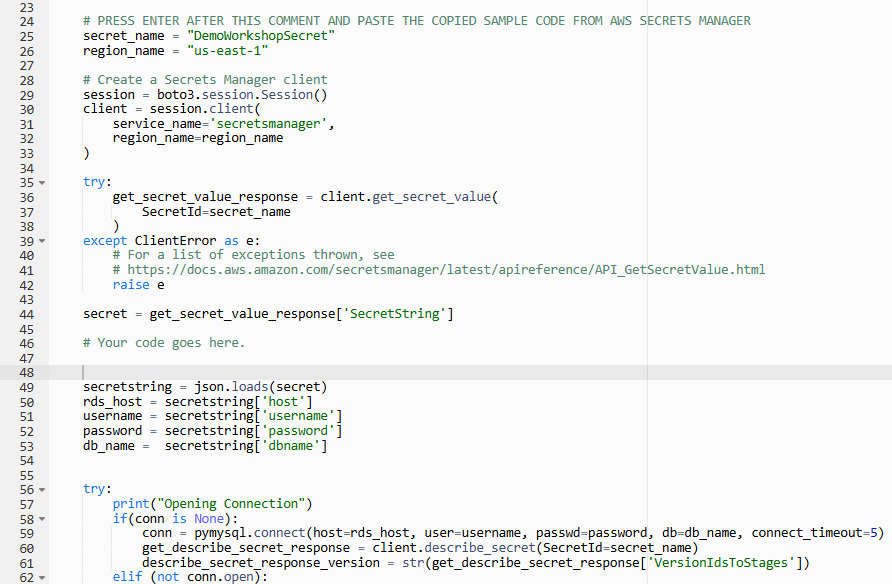 23
24 # PRESS ENTER AFTER THIS COMMENT AND PASTE THE COPIED SAMPLE CODE FROM AWS SECRETS MANAGER
25 secret_name = "DemoWorkshopSecret"
26 region_name = "us-east-1"
27
28 # Create a Secrets Manager client
29 session = boto3.session.Session()
30 client = session.client(
31     service_name='secretsmanager',
32     region_name=region_name
33 )
34
35 try:
36     get_secret_value_response = client.get_secret_value(
37         SecretId=secret_name
38     )
39 except ClientError as e:
40     # For a list of exceptions thrown, see
41     # https://docs.aws.amazon.com/secretsmanager/latest/apireference/API_GetSecretValue.html
42     raise e
43
44 secret = get_secret_value_response['SecretString']
45
46 # Your code goes here.
47
48
49 secretstring = json.loads(secret)
50 rds_host = secretstring['host']
51 username = secretstring['username']
52 password = secretstring['password']
53 db_name =  secretstring['dbname']
54
55
56 try:
57     print("Opening Connection")
58     if(conn is None):
59         conn = pymysql.connect(host=rds_host, user=username, passwd=password, db=db_name, connect_timeout=5)
60         get_describe_secret_response = client.describe_secret(SecretId=secret_name)
61         describe_secret_response_version = str(get_describe_secret_response['VersionIdsToStages'])
62     elif (not conn.open):